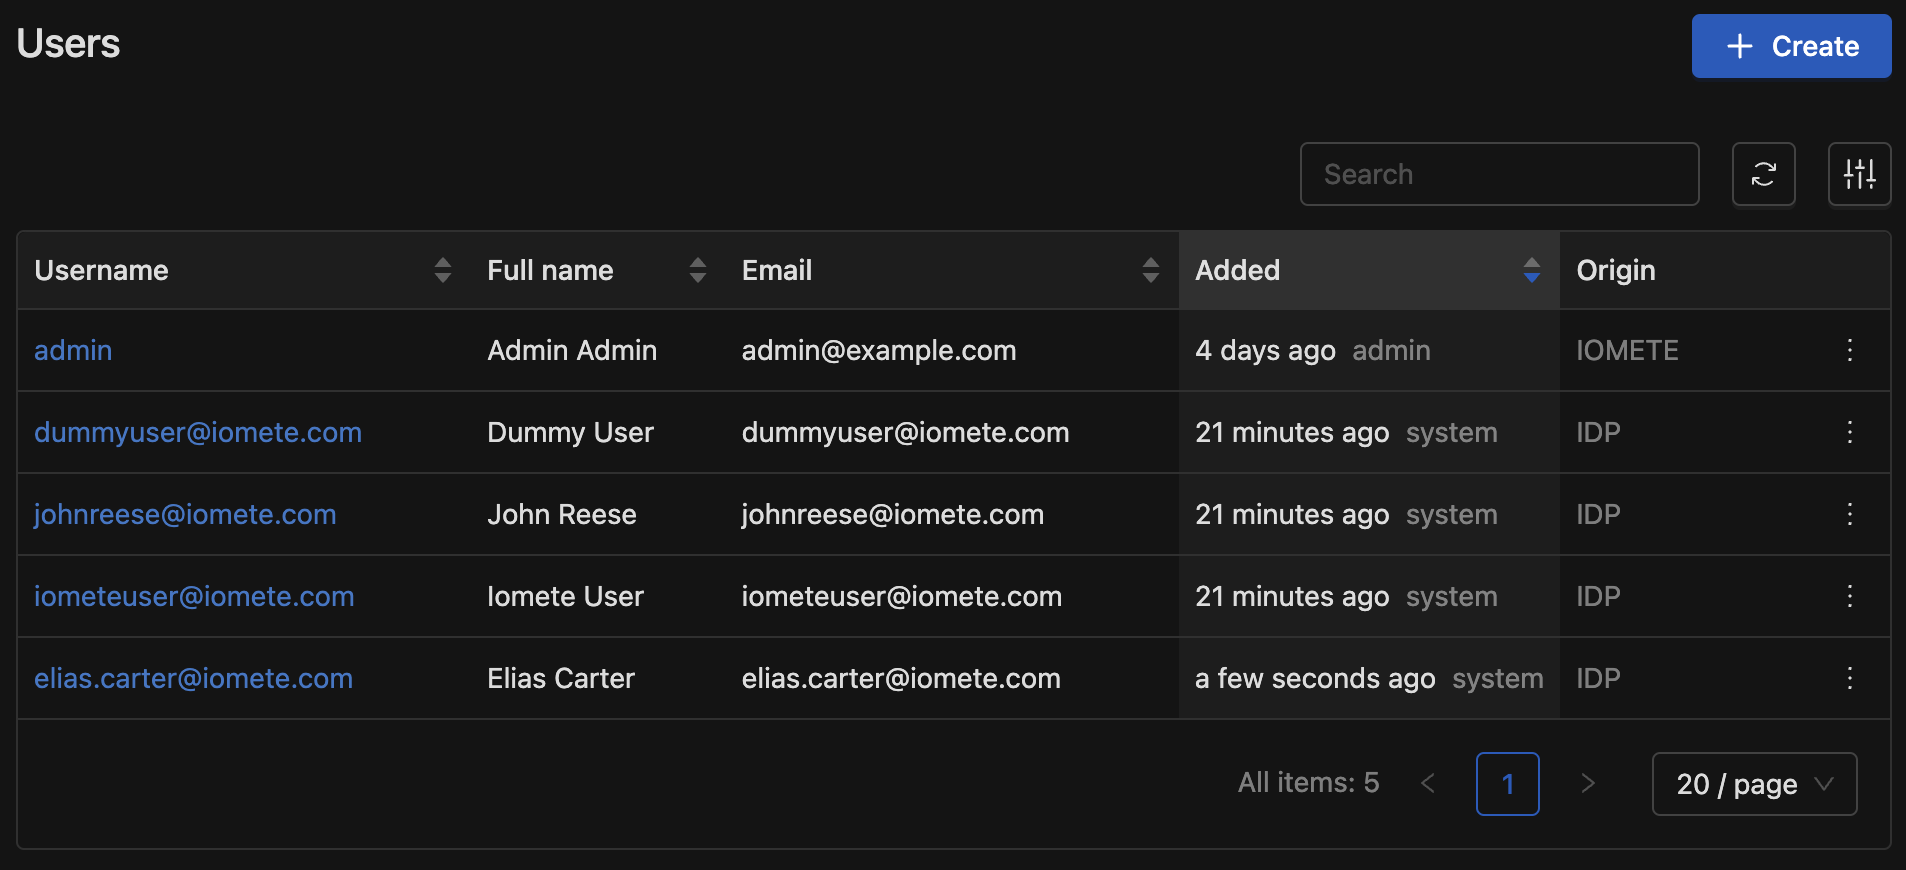 Users
Create
Search
Username Full name Email Added Origin
admin Admin Admin admin@example.com 4 days ago admin IOMETE
dummyuser@iomete.com Dummy User dummyuser@iomete.com 21 minutes ago system IDP
johnreese@iomete.com John Reese johnreese@iomete.com 21 minutes ago system IDP
iometeuser@iomete.com Iomete User iometeuser@iomete.com 21 minutes ago system IDP
elias.carter@iomete.com Elias Carter elias.carter@iomete.com a few seconds ago system IDP
All items: 5 1 20 / page